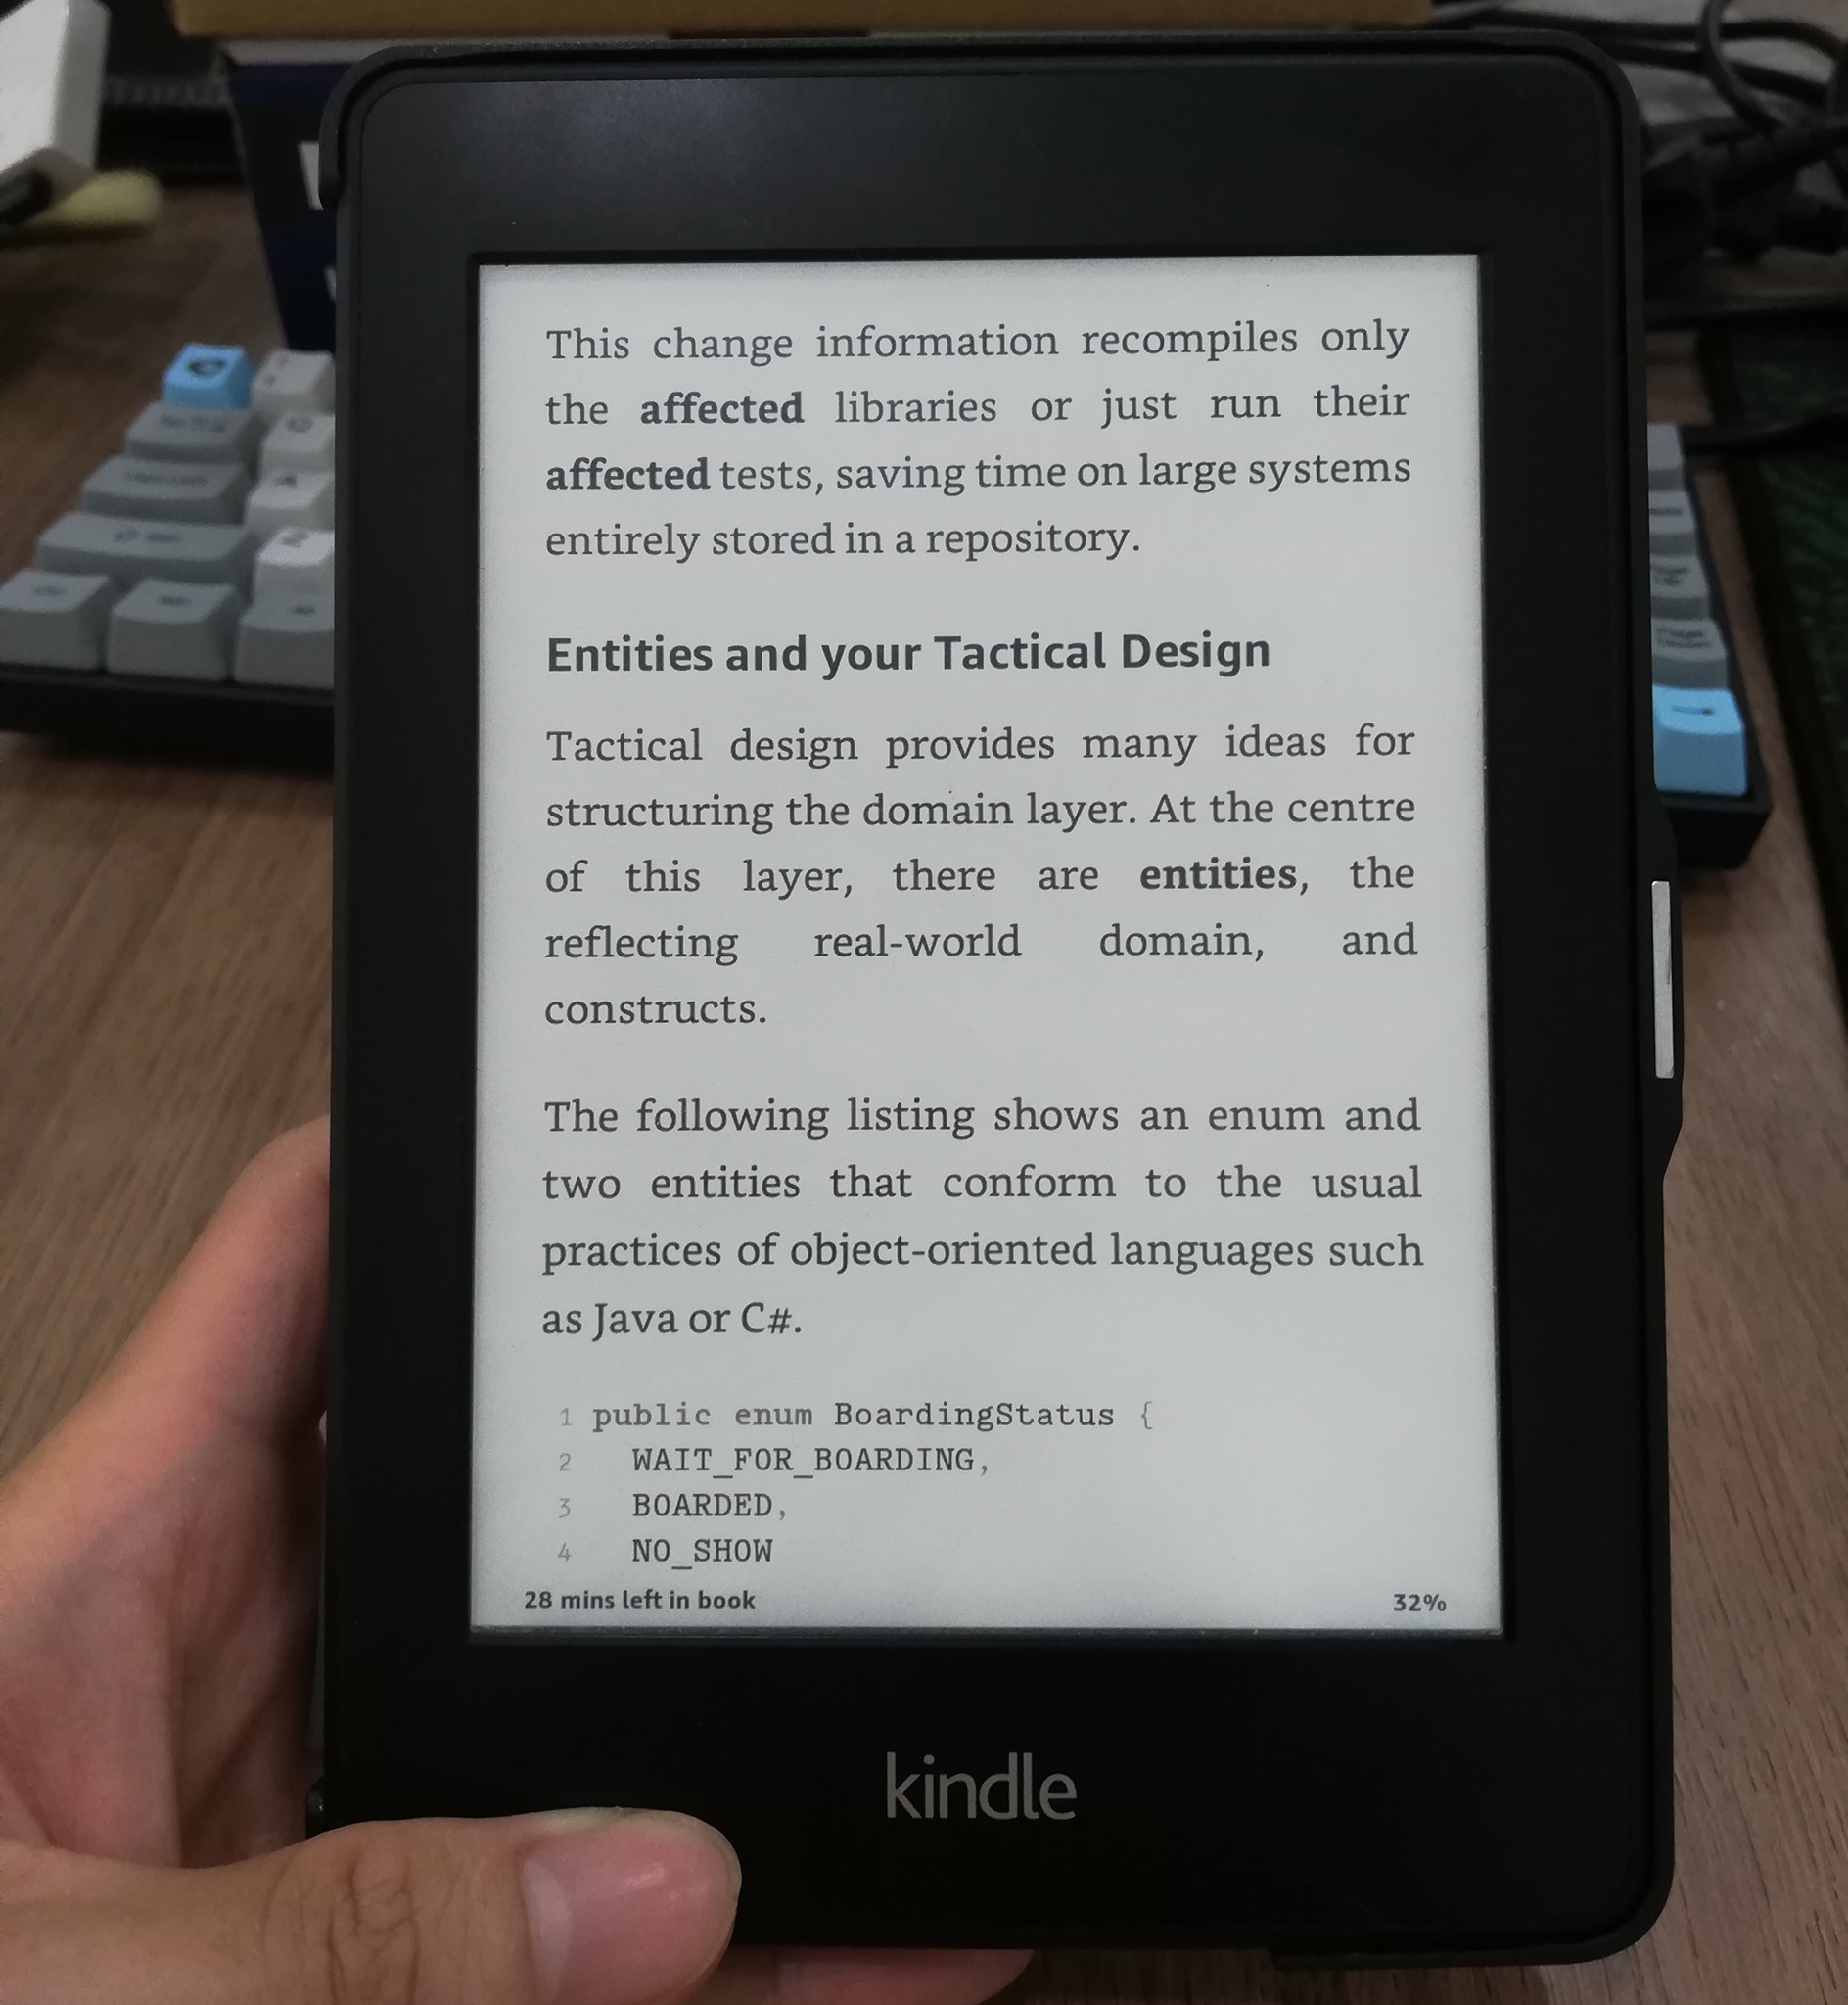 This change information recompiles only
the affected libraries or just run their
affected tests, saving time on large systems
entirely stored in a repository.
Entities and your Tactical Design
Tactical design provides many ideas for
structuring the domain layer. At the centre
of this layer, there are entities, the
reflecting real-world domain, and
constructs.
The following listing shows an enum and
two entities that conform to the usual
practices of object-oriented languages such
as Java or C#.
1 public enum BoardingStatus {
2 WAIT_FOR_BOARDING,
3 BOARDED,
4 NO_SHOW
28 mins left in book 32%
kindle